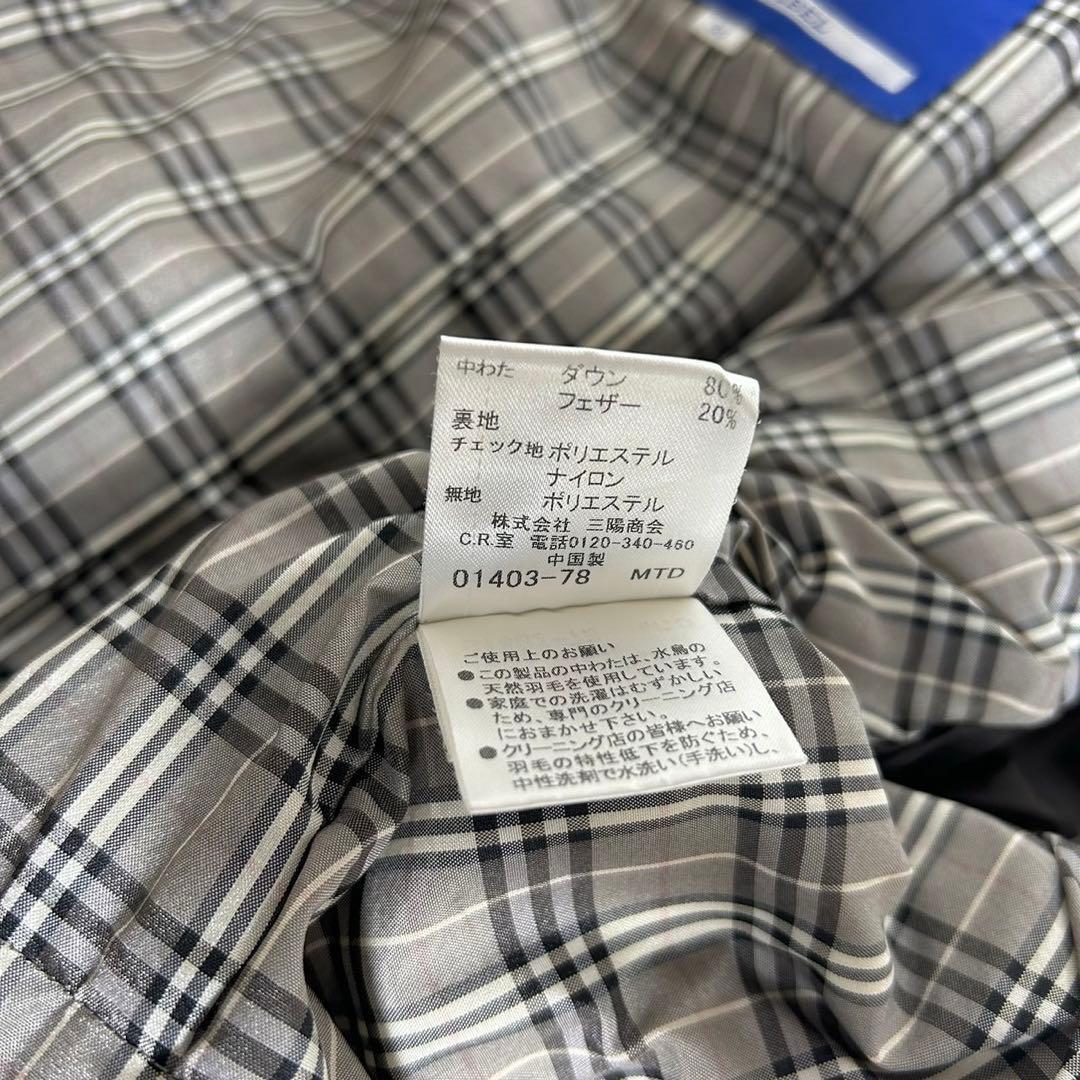 中わた ダウン 80%
フェザー 20%
裏地
チェック地 ポリエステル
ナイロン
無地 ポリエステル
株式会社 三陽商会
C.R.室 電話0120-340-460
中国製
01403-78 MTD
ご使用上のお願い
●この製品の中わたは、水鳥の
天然羽毛を使用しています。
●家庭での洗濯はむずかしい
ため、専門のクリーニング店
におまかせ下さい。
●クリーニング店の皆様へお願い
羽毛の特性低下を防ぐため、
中性洗剤で水洗い(手洗い)し、